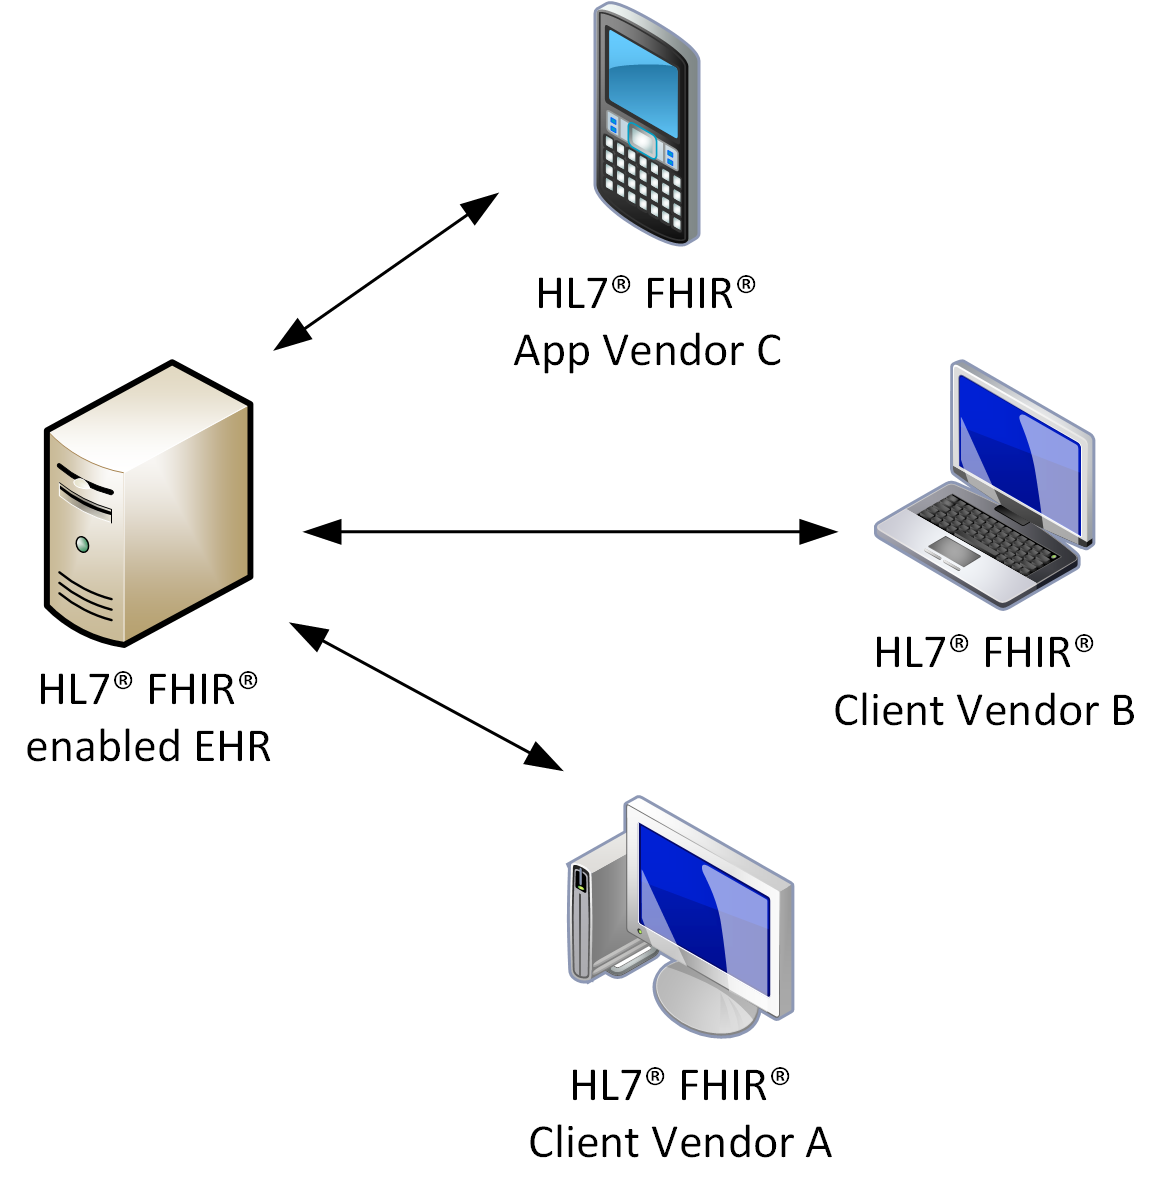 HL7® FHIR®
App Vendor C
HL7® FHIR®
enabled EHR
HL7® FHIR®
Client Vendor B
HL7® FHIR®
Client Vendor A